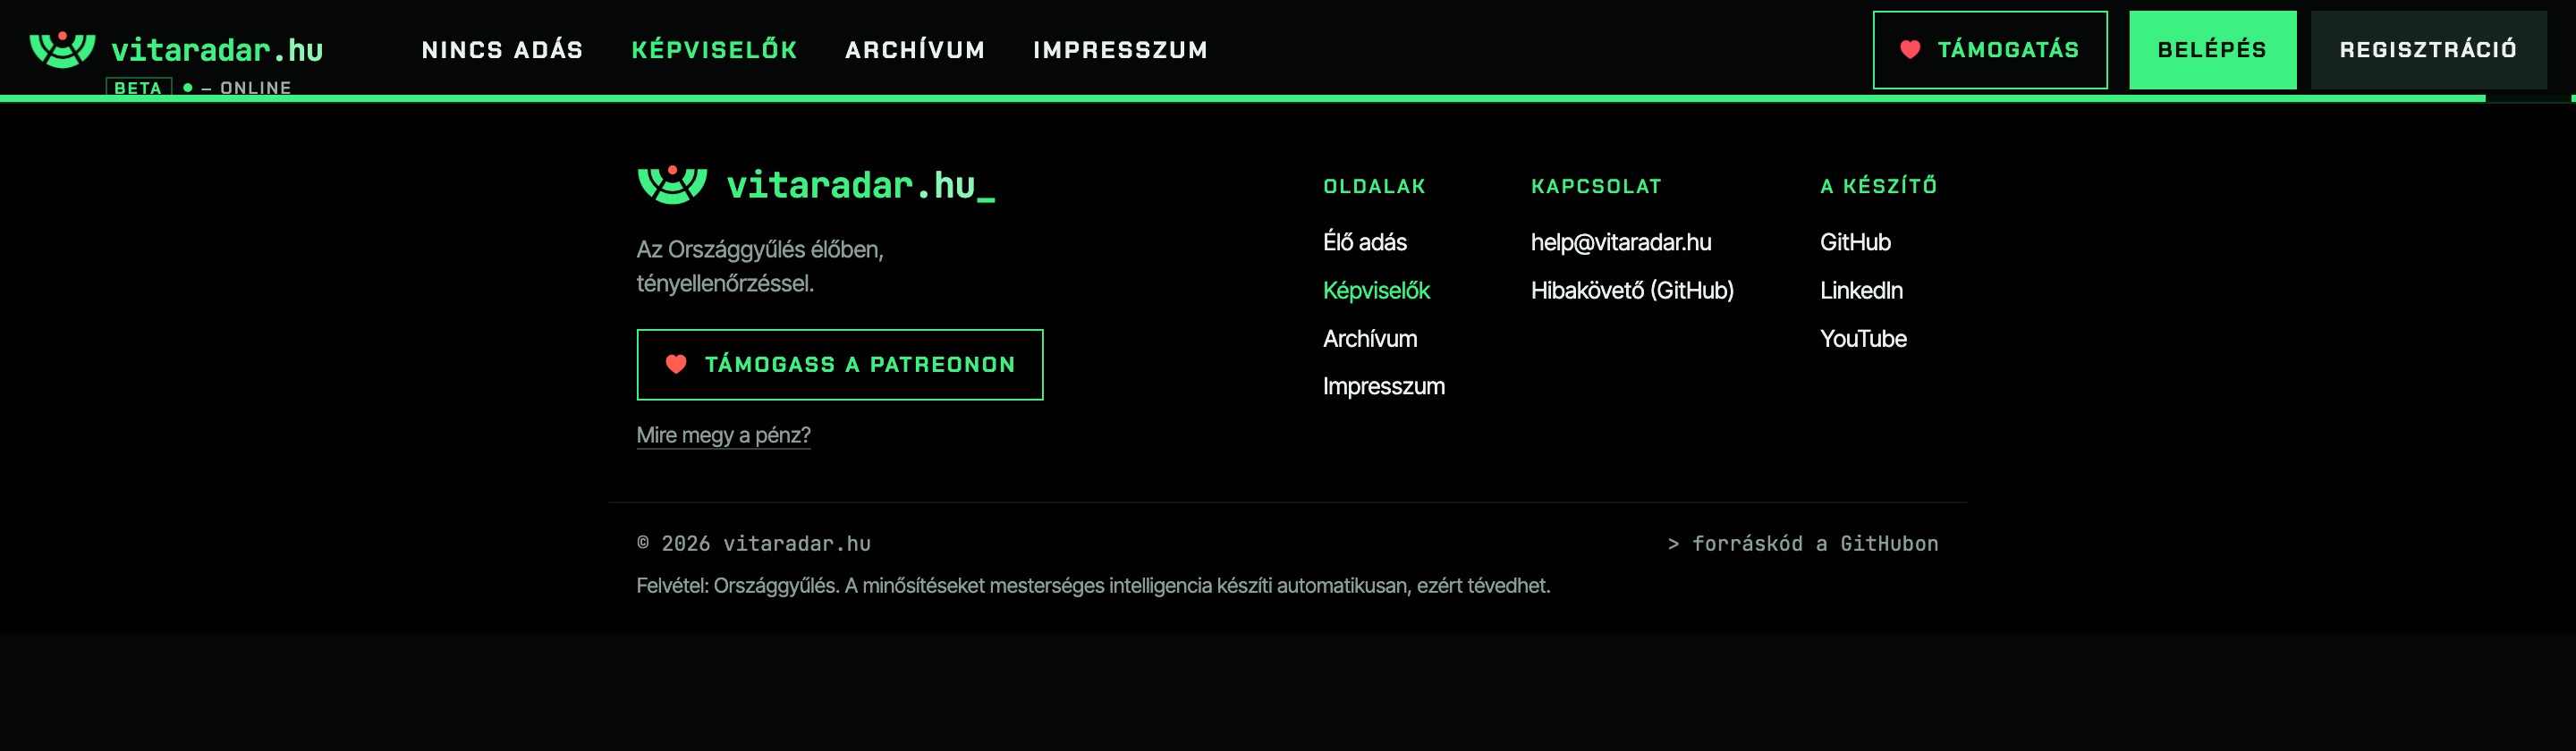 vitaradar.hu
BETA
– ONLINE
NINCS ADÁS
KÉPVISELŐK
ARCHÍVUM
IMPRESSZUM
TÁMOGATÁS
BELÉPÉS
REGISZTRÁCIÓ
vitaradar.hu_
Az Országgyűlés élőben,
tényellenőrzéssel.
TÁMOGASS A PATREONON
Mire megy a pénz?
OLDALAK
Élő adás
Képviselők
Archívum
Impresszum
KAPCSOLAT
help@vitaradar.hu
Hibakövető (GitHub)
A KÉSZÍTŐ
GitHub
LinkedIn
YouTube
© 2026 vitaradar.hu
> forráskód a GitHubon
Felvétel: Országgyűlés. A minősítéseket mesterséges intelligencia készíti automatikusan, ezért tévedhet.